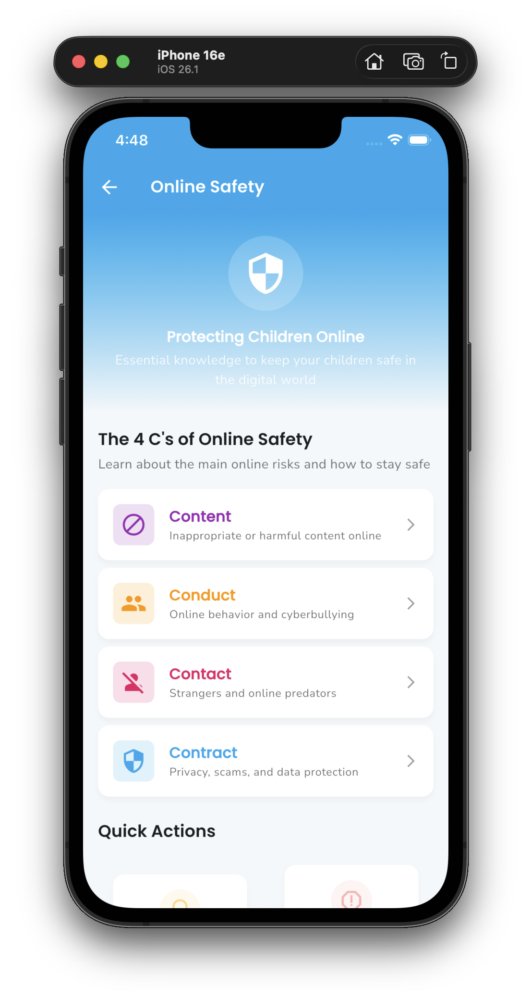 iPhone 16e
iOS 26.1
4:48
Online Safety
Protecting Children Online
Essential knowledge to keep your children safe in
the digital world
The 4 C's of Online Safety
Learn about the main online risks and how to stay safe
Content
Inappropriate or harmful content online
Conduct
Online behavior and cyberbullying
Contact
Strangers and online predators
Contract
Privacy, scams, and data protection
Quick Actions